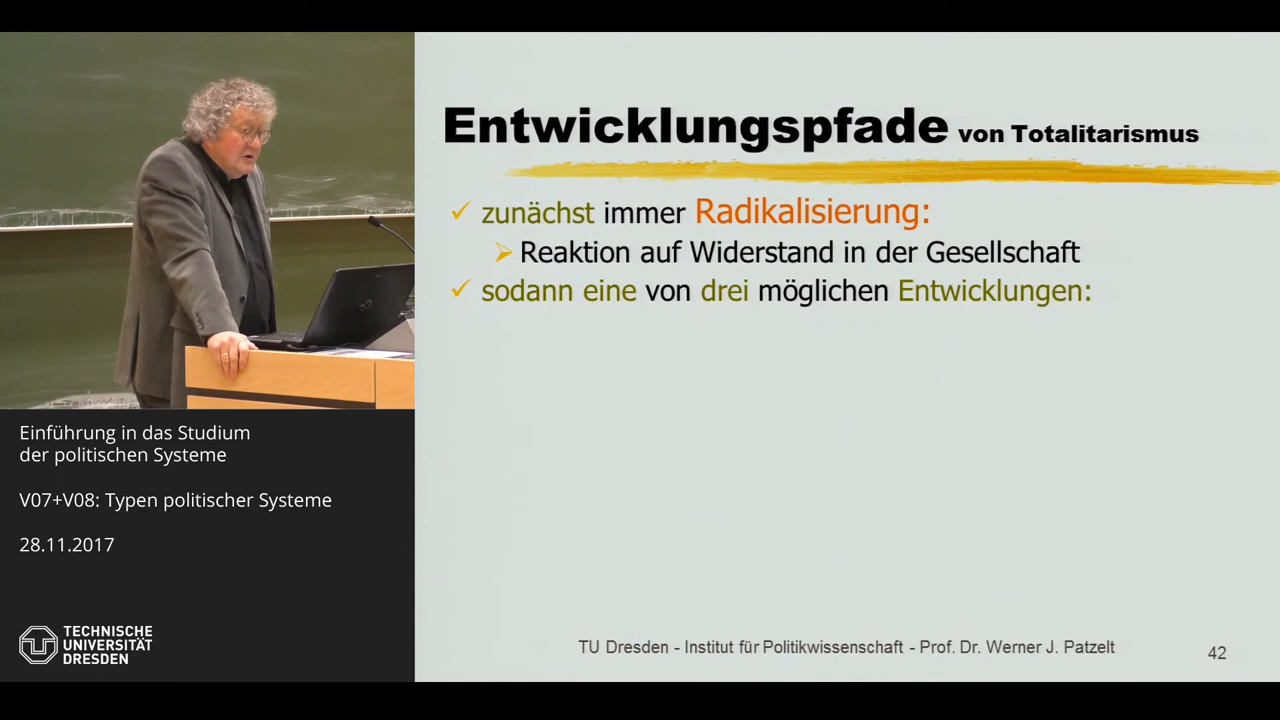 Entwicklungspfade von Totalitarismus
zunächst immer Radikalisierung:
Reaktion auf Widerstand in der Gesellschaft
sodann eine von drei möglichen Entwicklungen:
Einführung in das Studium
der politischen Systeme
V07+V08: Typen politischer Systeme
28.11.2017
TECHNISCHE
UNIVERSITÄT
DRESDEN
TU Dresden - Institut für Politikwissenschaft - Prof. Dr. Werner J. Patzelt
42